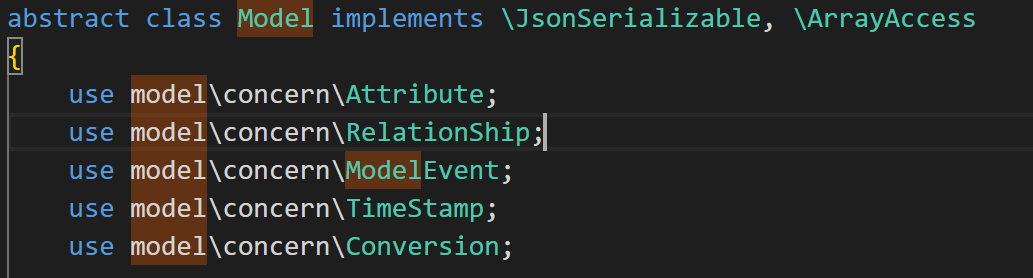 abstract class Model implements \JsonSerializable, \ArrayAccess
{
    use model\concern\Attribute;
    use model\concern\RelationShip;
    use model\concern\ModelEvent;
    use model\concern\TimeStamp;
    use model\concern\Conversion;